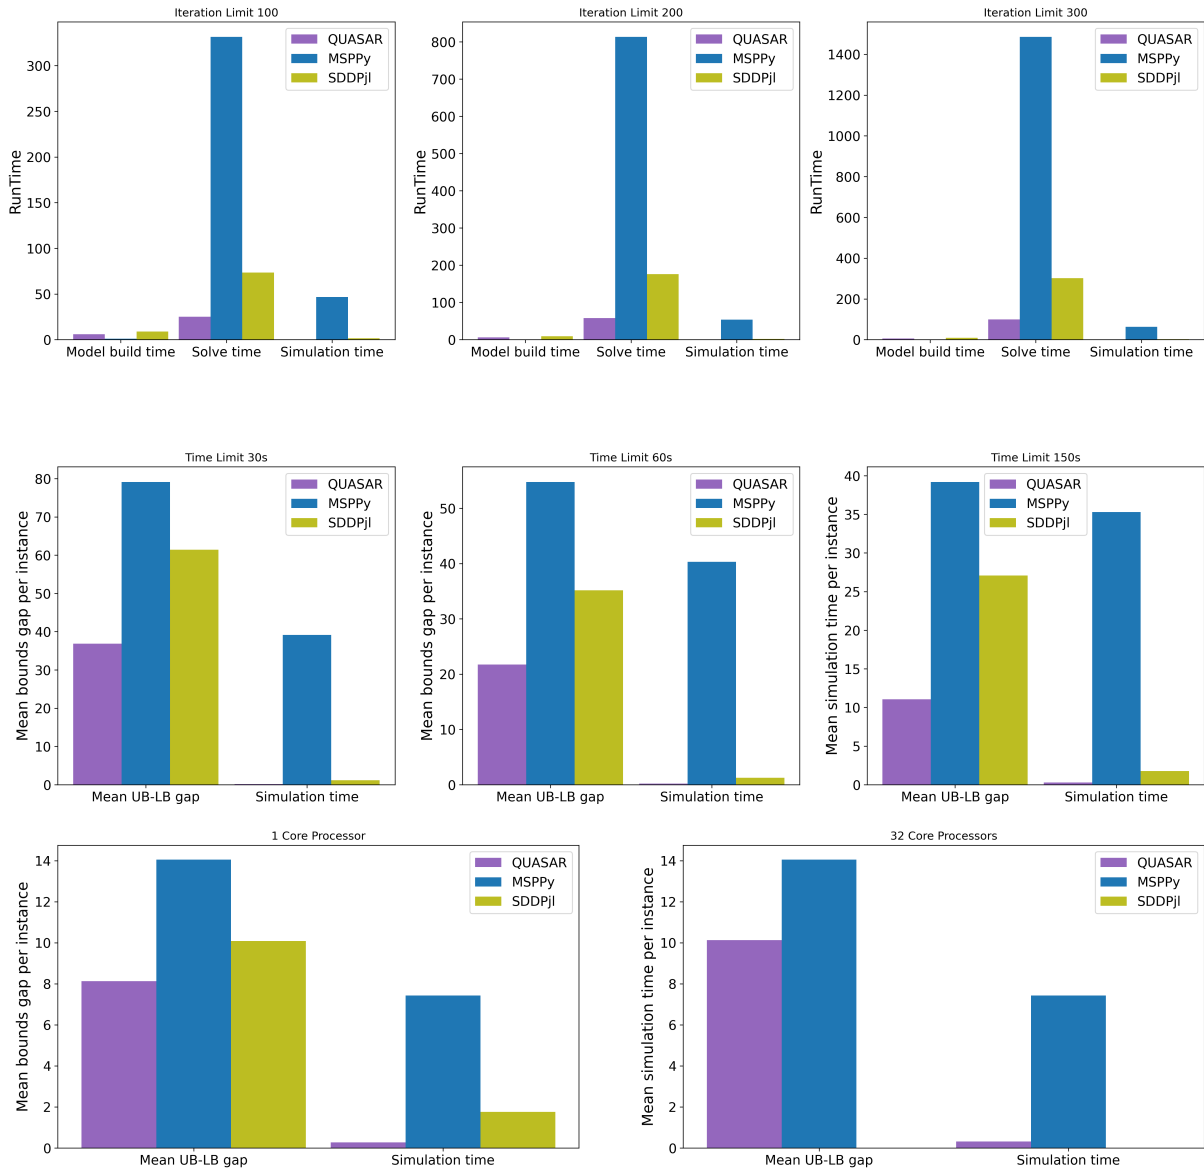 Iteration Limit 100
RunTime
300
250
200
150
100
50
0
QUASAR
MSPPy
SDDPjl
Model build time Solve time Simulation time
Iteration Limit 200
RunTime
800
700
600
500
400
300
200
100
0
QUASAR
MSPPy
SDDPjl
Model build time Solve time Simulation time
Iteration Limit 300
RunTime
1400
1200
1000
800
600
400
200
0
QUASAR
MSPPy
SDDPjl
Model build time Solve time Simulation time
Time Limit 30s
Mean bounds gap per instance
80
70
60
50
40
30
20
10
0
QUASAR
MSPPy
SDDPjl
Mean UB-LB gap Simulation time
Time Limit 60s
Mean bounds gap per instance
50
40
30
20
10
0
QUASAR
MSPPy
SDDPjl
Mean UB-LB gap Simulation time
Time Limit 150s
Mean simulation time per instance
40
35
30
25
20
15
10
5
0
QUASAR
MSPPy
SDDPjl
Mean UB-LB gap Simulation time
1 Core Processor
Mean bounds gap per instance
14
12
10
8
6
4
2
0
QUASAR
MSPPy
SDDPjl
Mean UB-LB gap Simulation time
32 Core Processors
Mean simulation time per instance
14
12
10
8
6
4
2
0
QUASAR
MSPPy
SDDPjl
Mean UB-LB gap Simulation time